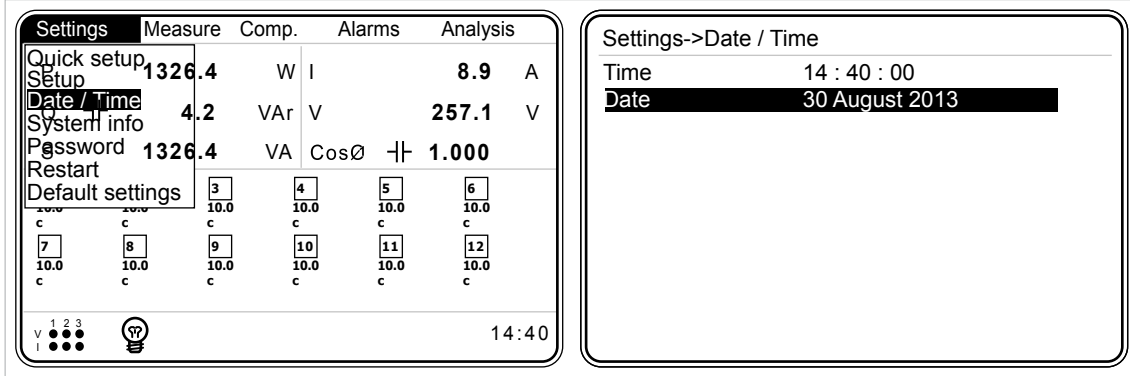 Settings Measure Comp. Alarms Analysis
Quick setup
Setup
1326.4 W I 8.9 A
Date / Time
4.2 VAr V 257.1 V
System info
Password
1326.4 VA CosØ 1.000
Restart
Default settings
3 4 5 6
10.0 10.0 10.0 10.0 10.0 10.0
c c c c c c
7 8 9 10 11 12
10.0 10.0 10.0 10.0 10.0 10.0
c c c c c c
1 2 3
V
I
14:40
Settings->Date / Time
Time 14 : 40 : 00
Date 30 August 2013